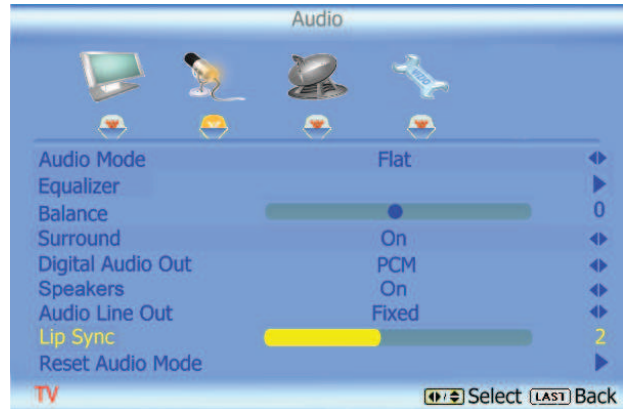 Audio
VIZIO
Audio Mode Flat
Equalizer
Balance 0
Surround On
Digital Audio Out PCM
Speakers On
Audio Line Out Fixed
Lip Sync 2
Reset Audio Mode
TV Select LAST Back